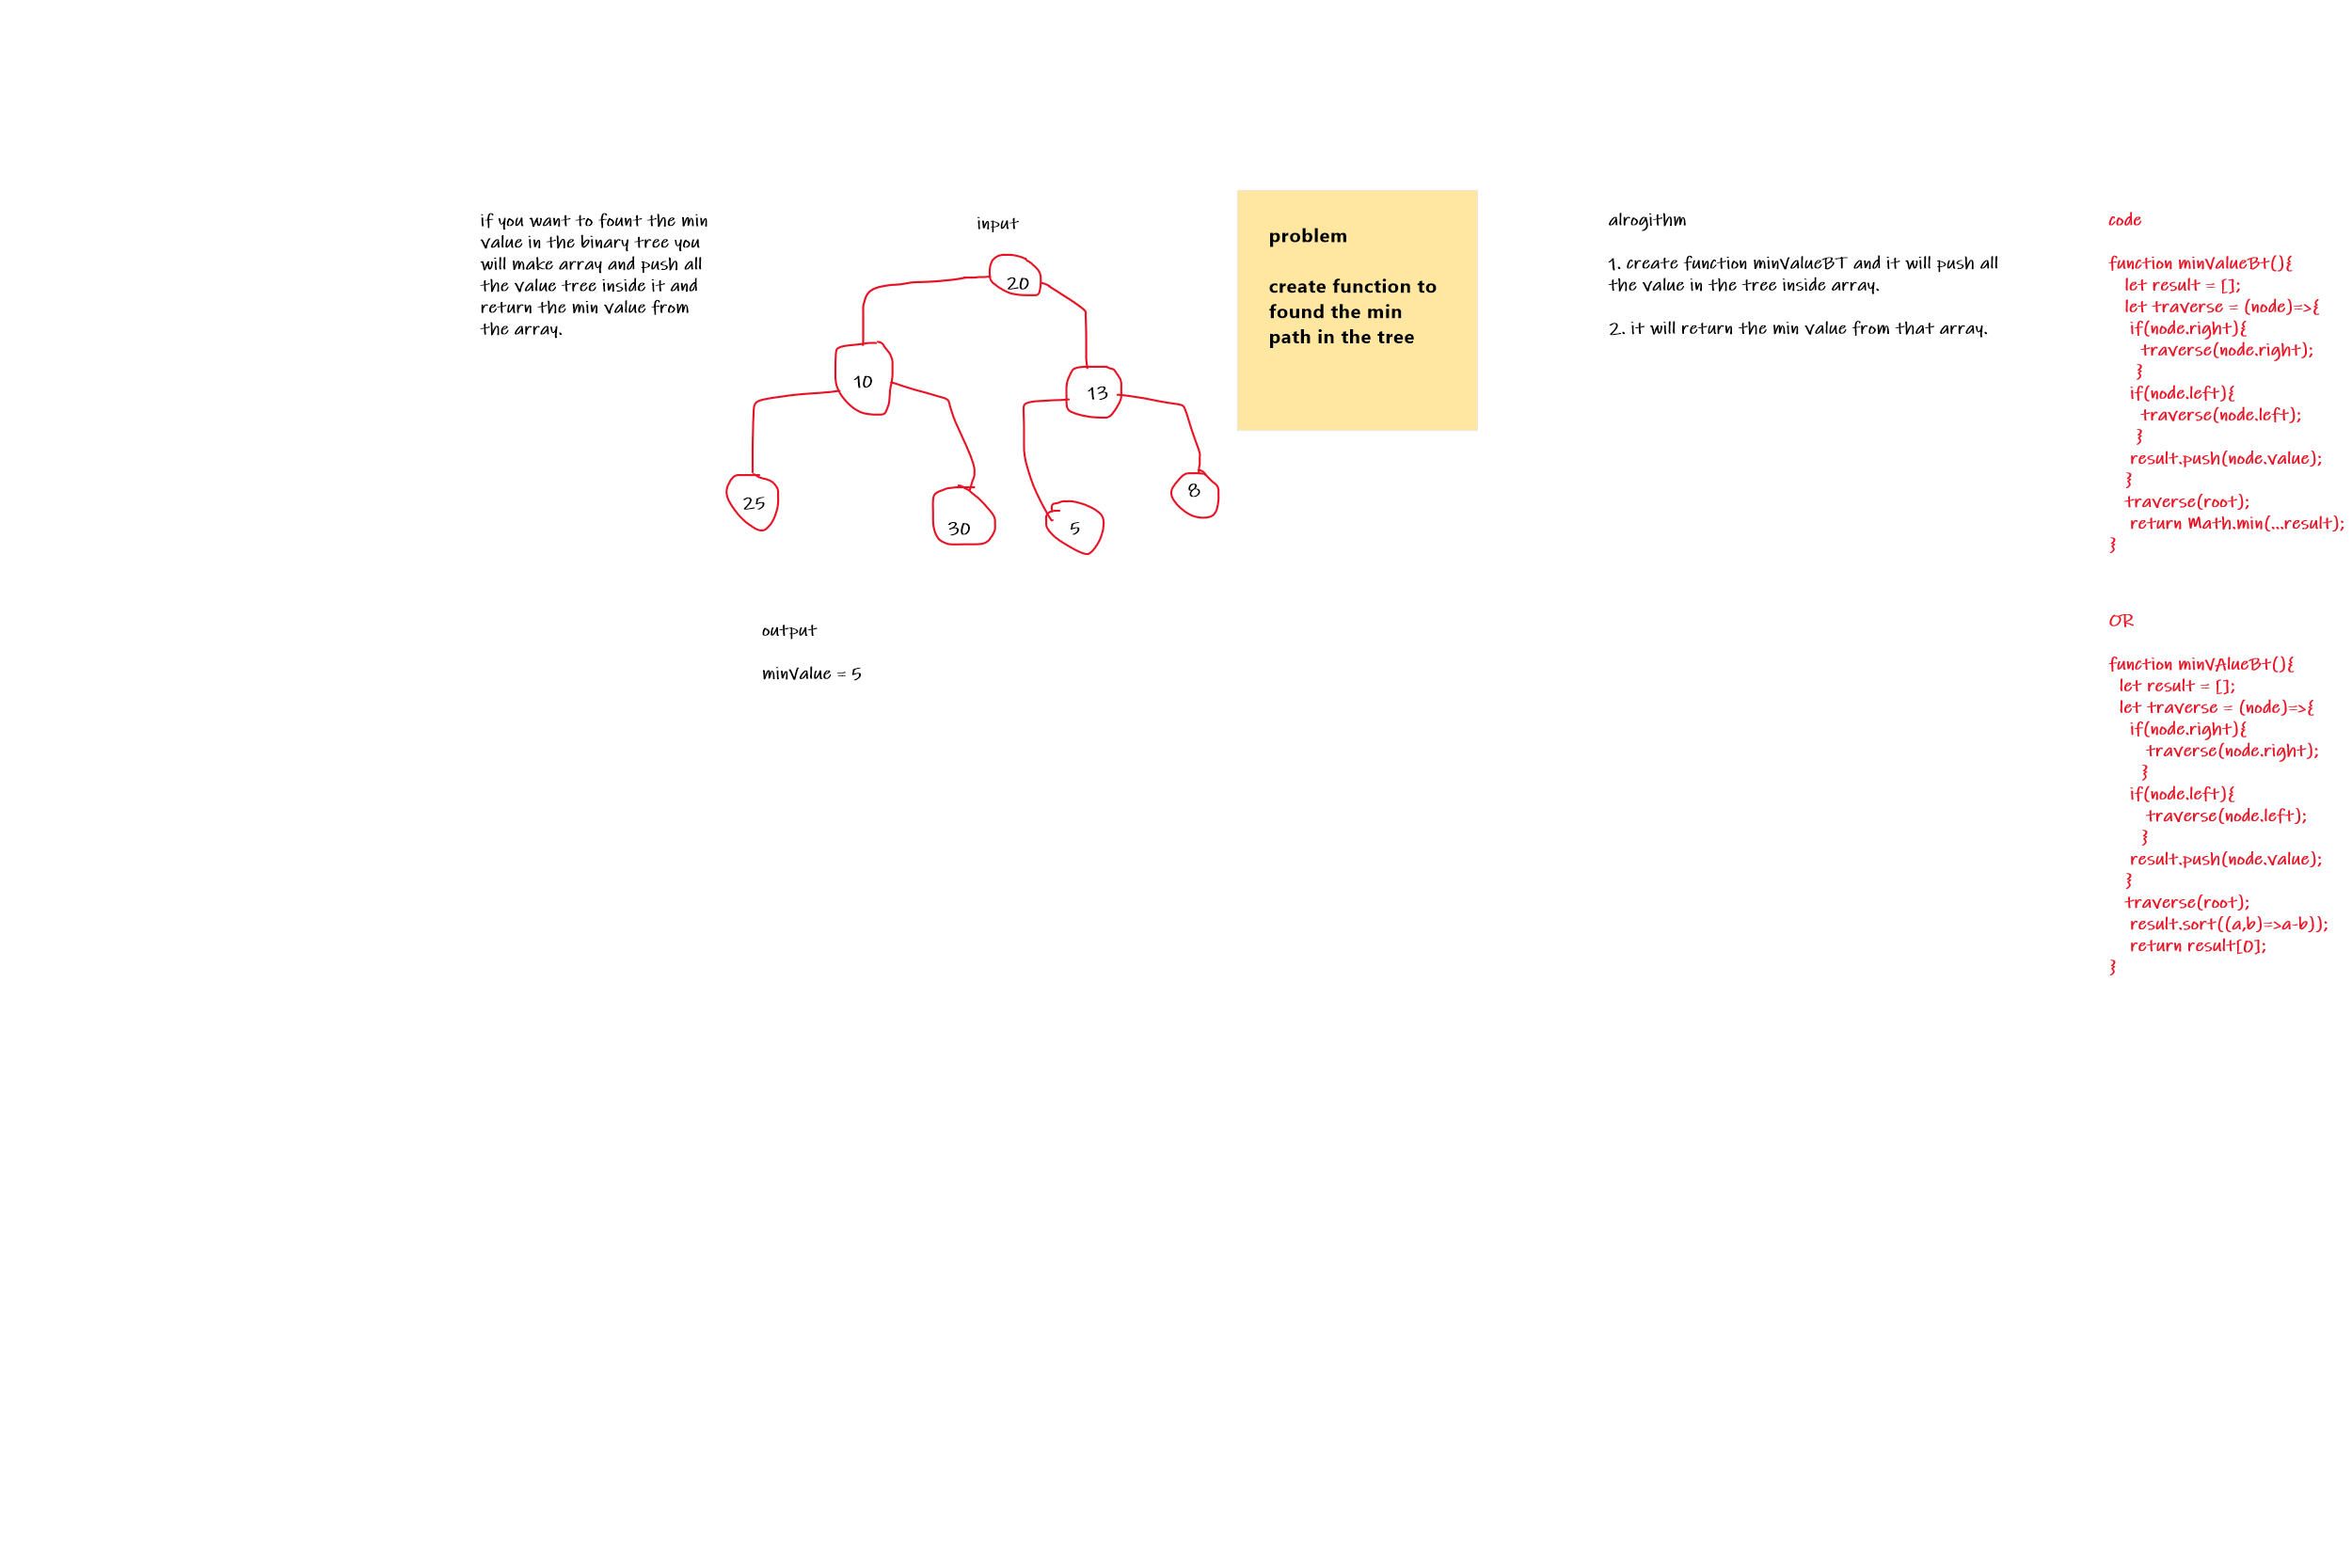 if you want to fount the min
value in the binary tree you
will make array and push all
the value tree inside it and
return the min value from
the array.
input
20
10
13
25
30
5
8
output
minValue = 5
problem
create function to
found the min
path in the tree
alrogithm
1. create function minValueBT and it will push all
the value in the tree inside array.
2. it will return the min value from that array.
code
function minValueBt(){
let result = [];
let traverse = (node)=>{
if(node.right){
traverse(node.right);
}
if(node.left){
traverse(node.left);
}
result.push(node.value);
}
traverse(root);
return Math.min(...result);
}
OR
function minVAlueBt(){
let result = [];
let traverse = (node)=>{
if(node.right){
traverse(node.right);
}
if(node.left){
traverse(node.left);
}
result.push(node.value);
}
traverse(root);
result.sort((a,b)=>a-b));
return result[0];
}